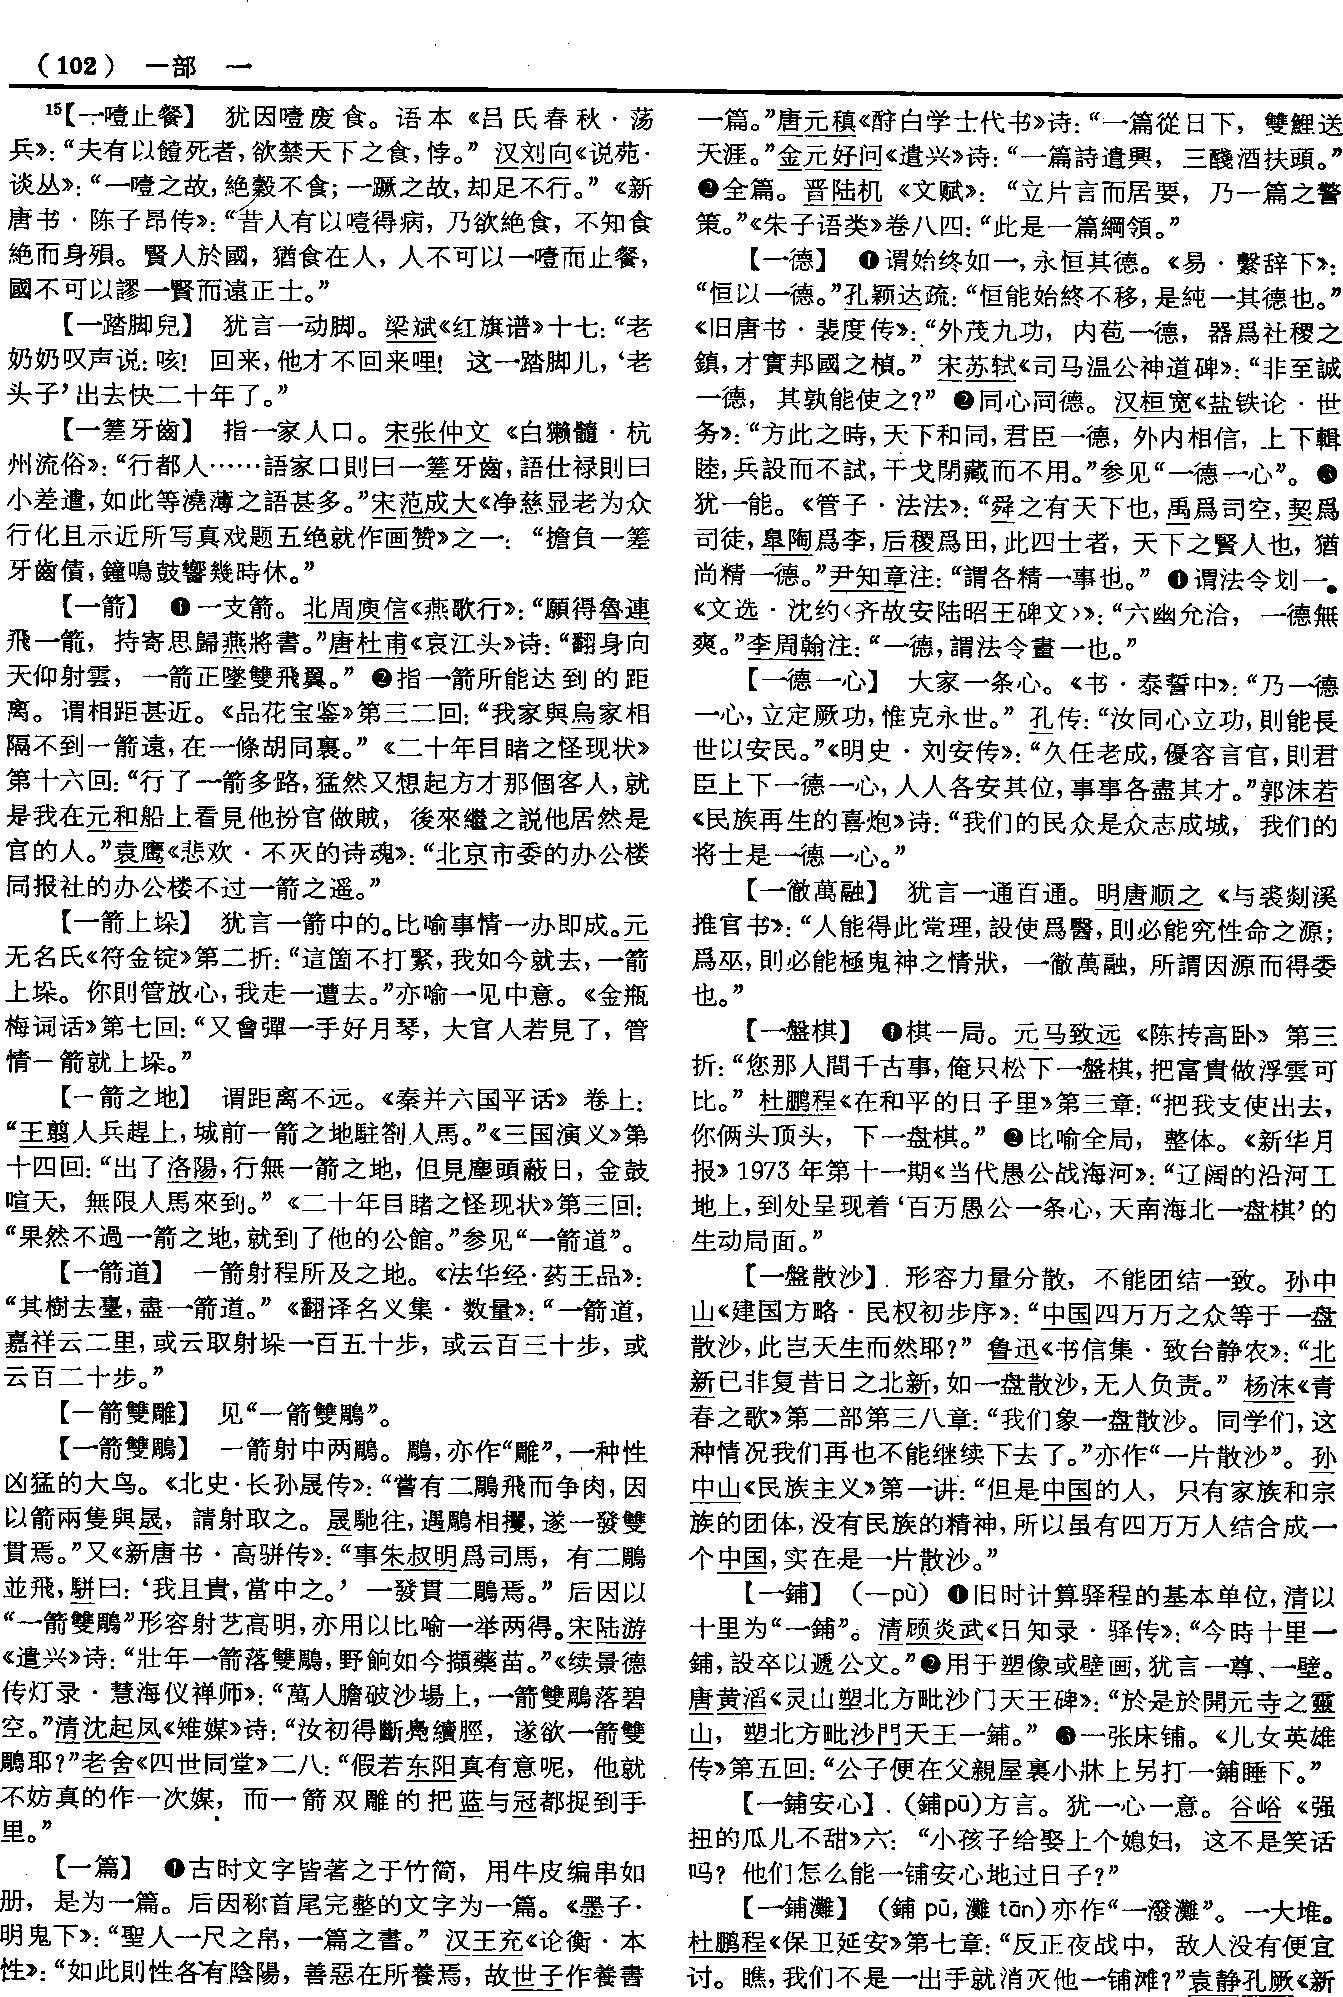 （102） 一部 一
15【一噎止餐】 犹因噎废食。语本《吕氏春秋·荡
兵》：“夫有以饐死者，欲禁天下之食，悖。”汉刘向《说苑·
谈丛》：“一噎之故，絶穀不食；一蹶之故，却足不行。”《新
唐书·陈子昂传》：“昔人有以噎得病，乃欲絶食，不知食
絶而身殞。賢人於國，猶食在人，人不可以一噎而止餐，
國不可以謬一賢而遠正士。”
【一踏脚兒】 犹言一动脚。梁斌《红旗谱》十七：“老
奶奶叹声说：咳！回来，他才不回来哩！这一踏脚儿，‘老
头子’出去快二十年了。”
【一差牙齒】 指一家人口。宋张仲文《白獭髓·杭
州流俗》：“行都人……語家口則曰一差牙齒，語仕禄則曰
小差遣，如此等澆薄之語甚多。”宋范成大《净慈显老为众
行化且示近所写真戏题五绝就作画赞》之一：“擔負一差
牙齒債，鐘鳴鼓響幾時休。”
【一箭】 ❶一支箭。北周庾信《燕歌行》：“願得魯連
飛一箭，持寄思歸燕將書。”唐杜甫《哀江头》诗：“翻身向
天仰射雲，一箭正墜雙飛翼。”❷指一箭所能达到的距
离。谓相距甚近。《品花宝鉴》第三二回：“我家與烏家相
隔不到一箭遠，在一條胡同裏。”《二十年目睹之怪现状》
第十六回：“行了一箭多路，猛然又想起方才那個客人，就
是我在元和船上看見他扮官做賊，後來繼之説他居然是
官的人。”袁鹰《悲欢·不灭的诗魂》：“北京市委的办公楼
同报社的办公楼不过一箭之遥。”
【一箭上垛】 犹言一箭中的。比喻事情一办即成。元
无名氏《符金锭》第二折：“這箇不打緊，我如今就去，一箭
上垛。你則管放心，我走一遭去。”亦喻一见中意。《金瓶
梅词话》第七回：“又會彈一手好月琴，大官人若見了，管
情一箭就上垛。”
【一箭之地】 谓距离不远。《秦并六国平话》卷上：
“王翦人兵趕上，城前一箭之地駐劄人馬。”《三国演义》第
十四回：“出了洛陽，行無一箭之地，但見塵頭蔽日，金鼓
喧天，無限人馬來到。”《二十年目睹之怪现状》第三回：
“果然不過一箭之地，就到了他的公館。”参见“一箭道”。
【一箭道】 一箭射程所及之地。《法华经·药王品》：
“其樹去臺，盡一箭道。”《翻译名义集·数量》：“一箭道，
嘉祥云二里，或云取射垛一百五十步，或云百三十步，或
云百二十步。”
【一箭雙雕】 见“一箭雙鵰”。
【一箭雙鵰】 一箭射中两鵰。鵰，亦作“雕”，一种性
凶猛的大鸟。《北史·长孙晟传》：“嘗有二鵰飛而争肉，因
以箭兩隻與晟，請射取之。晟馳往，遇鵰相攫，遂一發雙
貫焉。”又《新唐书·高骈传》：“事朱叔明爲司馬，有二鵰
並飛，駢曰：‘我且貴，當中之。’一發貫二鵰焉。”后因以
“一箭雙鵰”形容射艺高明，亦用以比喻一举两得。宋陆游
《遣兴》诗：“壯年一箭落雙鵰，野餉如今擷藥苗。”《续景德
传灯录·慧海仪禅师》：“萬人膽破沙場上，一箭雙鵰落碧
空。”清沈起凤《雉媒》诗：“汝初得斷鳧續脛，遂欲一箭雙
鵰耶？”老舍《四世同堂》二八：“假若东阳真有意呢，他就
不妨真的作一次媒，而一箭双雕的把蓝与冠都捉到手
里。”
【一篇】 ❶古时文字皆著之于竹简，用牛皮编串如
册，是为一篇。后因称首尾完整的文字为一篇。《墨子·
明鬼下》：“聖人一尺之帛，一篇之書。”汉王充《论衡·本
性》：“如此則性各有陰陽，善惡在所養焉，故世子作養書
一篇。”唐元稹《酧白学士代书》诗：“一篇從日下，雙鯉送
天涯。”金元好问《遣兴》诗：“一篇詩遺興，三醆酒扶頭。”
❷全篇。晋陆机《文赋》：“立片言而居要，乃一篇之警
策。”《朱子语类》卷八四：“此是一篇綱領。”
【一德】 ❶谓始终如一，永恒其德。《易·繫辞下》：
“恒以一德。”孔颖达疏：“恒能始終不移，是純一其德也。”
《旧唐书·裴度传》：“外茂九功，内苞一德，器爲社稷之
鎮，才實邦國之楨。”宋苏轼《司马温公神道碑》：“非至誠
一德，其孰能使之？”❷同心同德。汉桓宽《盐铁论·世
务》：“方此之時，天下和同，君臣一德，外内相信，上下輯
睦，兵設而不試，干戈閉藏而不用。”参见“一德一心”。❸
犹一能。《管子·法法》：“舜之有天下也，禹爲司空，契爲
司徒，皐陶爲李，后稷爲田，此四士者，天下之賢人也，猶
尚精一德。”尹知章注：“謂各精一事也。”❹谓法令划一。
《文选·沈约〈齐故安陆昭王碑文〉》：“六幽允洽，一德無
爽。”李周翰注：“一德，謂法令畫一也。”
【一德一心】 大家一条心。《书·泰誓中》：“乃一德
一心，立定厥功，惟克永世。”孔传：“汝同心立功，則能長
世以安民。”《明史·刘安传》：“久任老成，優容言官，則君
臣上下一德一心，人人各安其位，事事各盡其才。”郭沫若
《民族再生的喜炮》诗：“我们的民众是众志成城，我们的
将士是一德一心。”
【一徹萬融】 犹言一通百通。明唐顺之《与裘剡溪
推官书》：“人能得此常理，設使爲醫，則必能究性命之源；
爲巫，則必能極鬼神之情狀，一徹萬融，所謂因源而得委
也。”
【一盤棋】 ❶棋一局。元马致远《陈抟高卧》第三
折：“您那人間千古事，俺只松下一盤棋，把富貴做浮雲可
比。”杜鹏程《在和平的日子里》第三章：“把我支使出去，
你俩头顶头，下一盘棋。”❷比喻全局，整体。《新华月
报》1973年第十一期《当代愚公战海河》：“辽阔的沿河工
地上，到处呈现着‘百万愚公一条心，天南海北一盘棋’的
生动局面。”
【一盤散沙】 形容力量分散，不能团结一致。孙中
山《建国方略·民权初步序》：“中国四万万之众等于一盘
散沙，此岂天生而然耶？”鲁迅《书信集·致台静农》：“北
新已非复昔日之北新，如一盘散沙，无人负责。”杨沫《青
春之歌》第二部第三八章：“我们象一盘散沙。同学们，这
种情况我们再也不能继续下去了。”亦作“一片散沙”。孙
中山《民族主义》第一讲：“但是中国的人，只有家族和宗
族的团体，没有民族的精神，所以虽有四万万人结合成一
个中国，实在是一片散沙。”
【一鋪】 （一pù）❶旧时计算驿程的基本单位，清以
十里为“一鋪”。清顾炎武《日知录·驿传》：“今時十里一
鋪，設卒以遞公文。”❷用于塑像或壁画，犹言一尊、一壁。
唐黄滔《灵山塑北方毗沙门天王碑》：“於是於開元寺之靈
山，塑北方毗沙門天王一鋪。”❸一张床铺。《儿女英雄
传》第五回：“公子便在父親屋裏小牀上另打一鋪睡下。”
【一鋪安心】（鋪pū）方言。犹一心一意。谷峪《强
扭的瓜儿不甜》六：“小孩子给娶上个媳妇，这不是笑话
吗？他们怎么能一铺安心地过日子？”
【一鋪灘】 （鋪pū，灘tān）亦作“一潑灘”。一大堆。
杜鹏程《保卫延安》第七章：“反正夜战中，敌人没有便宜
讨。瞧，我们不是一出手就消灭他一铺滩？”袁静孔厥《新